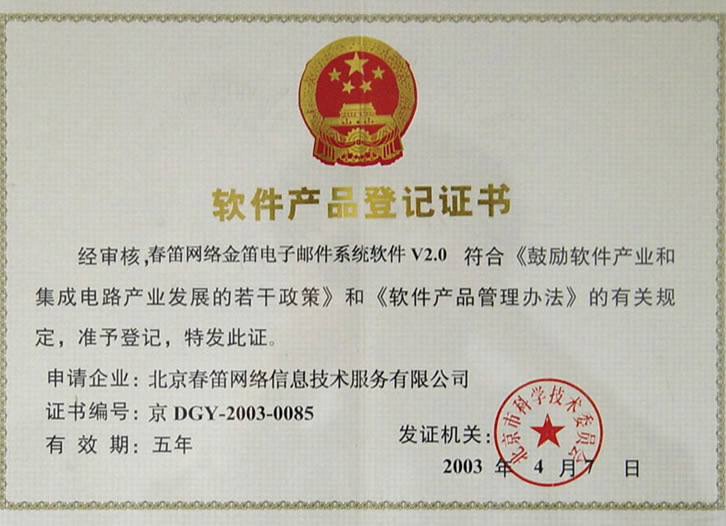 软件产品登记证书
经审核,春笛网络金笛电子邮件系统软件 V2.0 符合《鼓励软件产业和
集成电路产业发展的若干政策》和《软件产品管理办法》的有关规
定，准予登记，特发此证。
申请企业：北京春笛网络信息技术服务有限公司
证书编号：京 DGY-2003-0085
有 效 期：五年
发证机关：
北京市科学技术委员会
2003 年 4 月 7 日